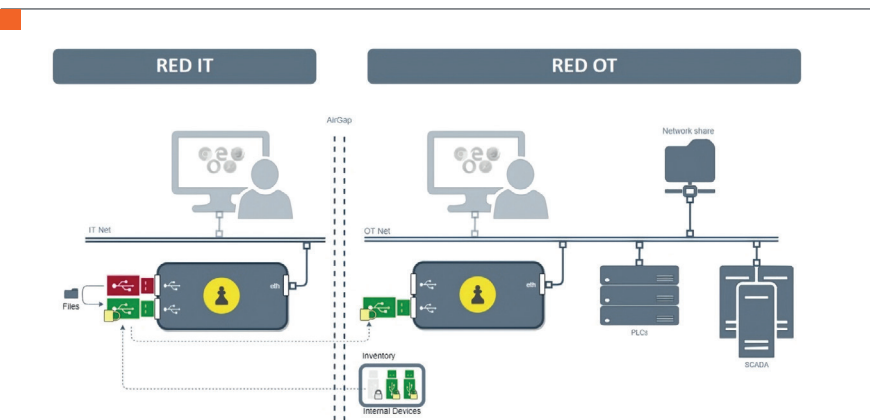 RED IT
RED OT
AirGap
Network share
IT Net
OT Net
eth
eth
Files
PLCs
SCADA
Inventory
Internal Devices